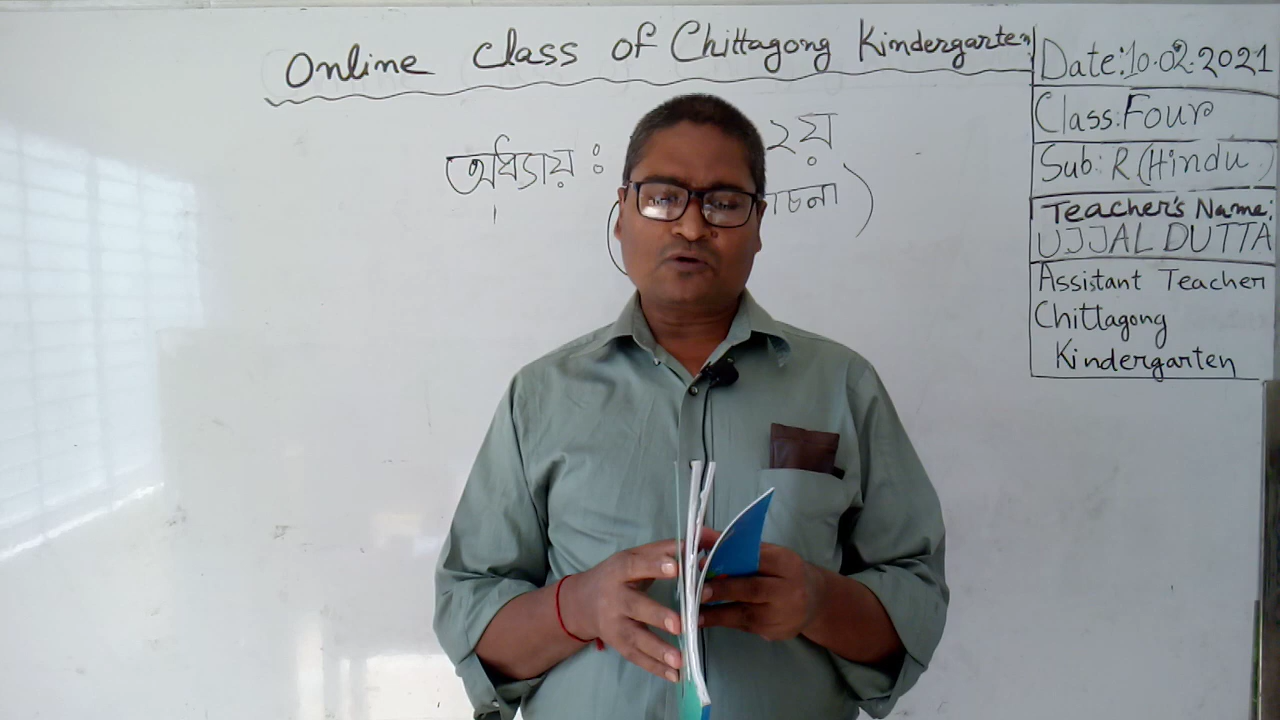 Online Class of Chittagong Kindergarten
Date:10.02.2021
Class:Four
Sub: R (Hindu)
Teacher's Name:
UJJAL DUTTA
Assistant Teacher
Chittagong
Kindergarten
অধ্যায় ঃ ২য়